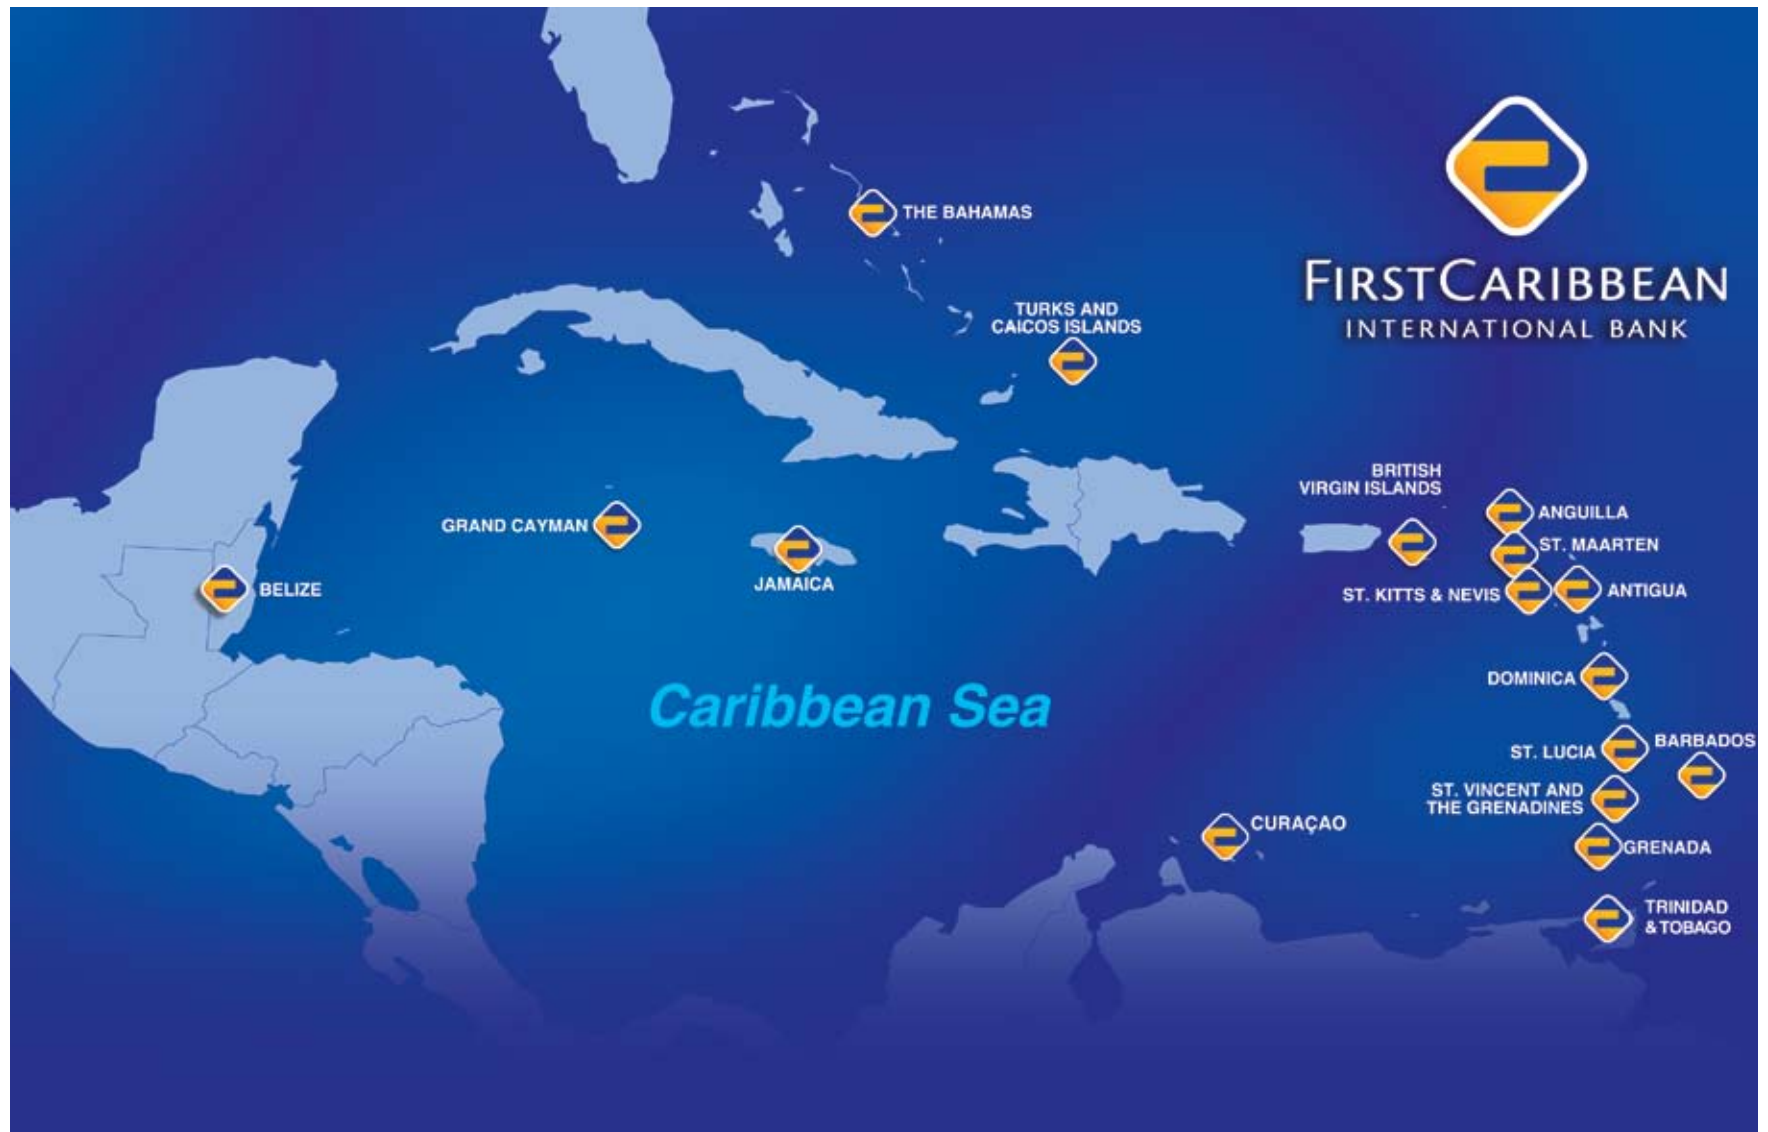 FIRSTCARIBBEAN
INTERNATIONAL BANK
THE BAHAMAS
TURKS AND
CAICOS ISLANDS
BRITISH
VIRGIN ISLANDS
ANGUILLA
GRAND CAYMAN
ST. MAARTEN
JAMAICA
BELIZE
ST. KITTS & NEVIS
ANTIGUA
DOMINICA
Caribbean Sea
ST. LUCIA
BARBADOS
ST. VINCENT AND
THE GRENADINES
CURAÇAO
GRENADA
TRINIDAD
& TOBAGO